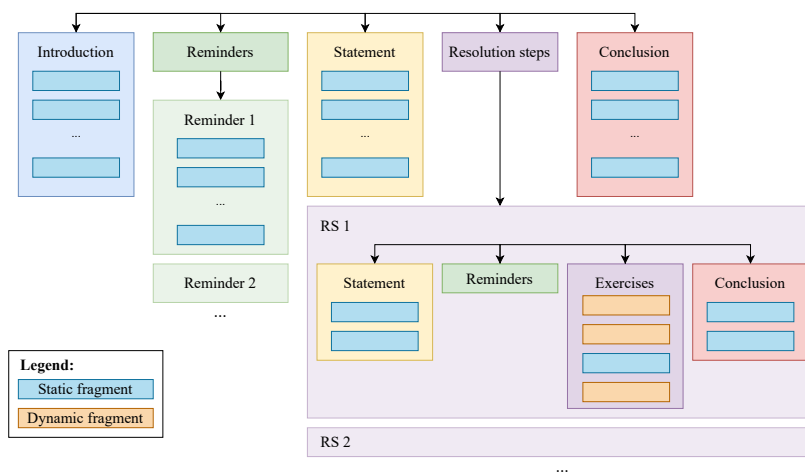 Introduction
Reminders
Statement
Resolution steps
Conclusion
...
Reminder 1
...
Reminder 2
...
...
...
RS 1
Statement
Reminders
Exercises
Conclusion
RS 2
...
Legend:
Static fragment
Dynamic fragment